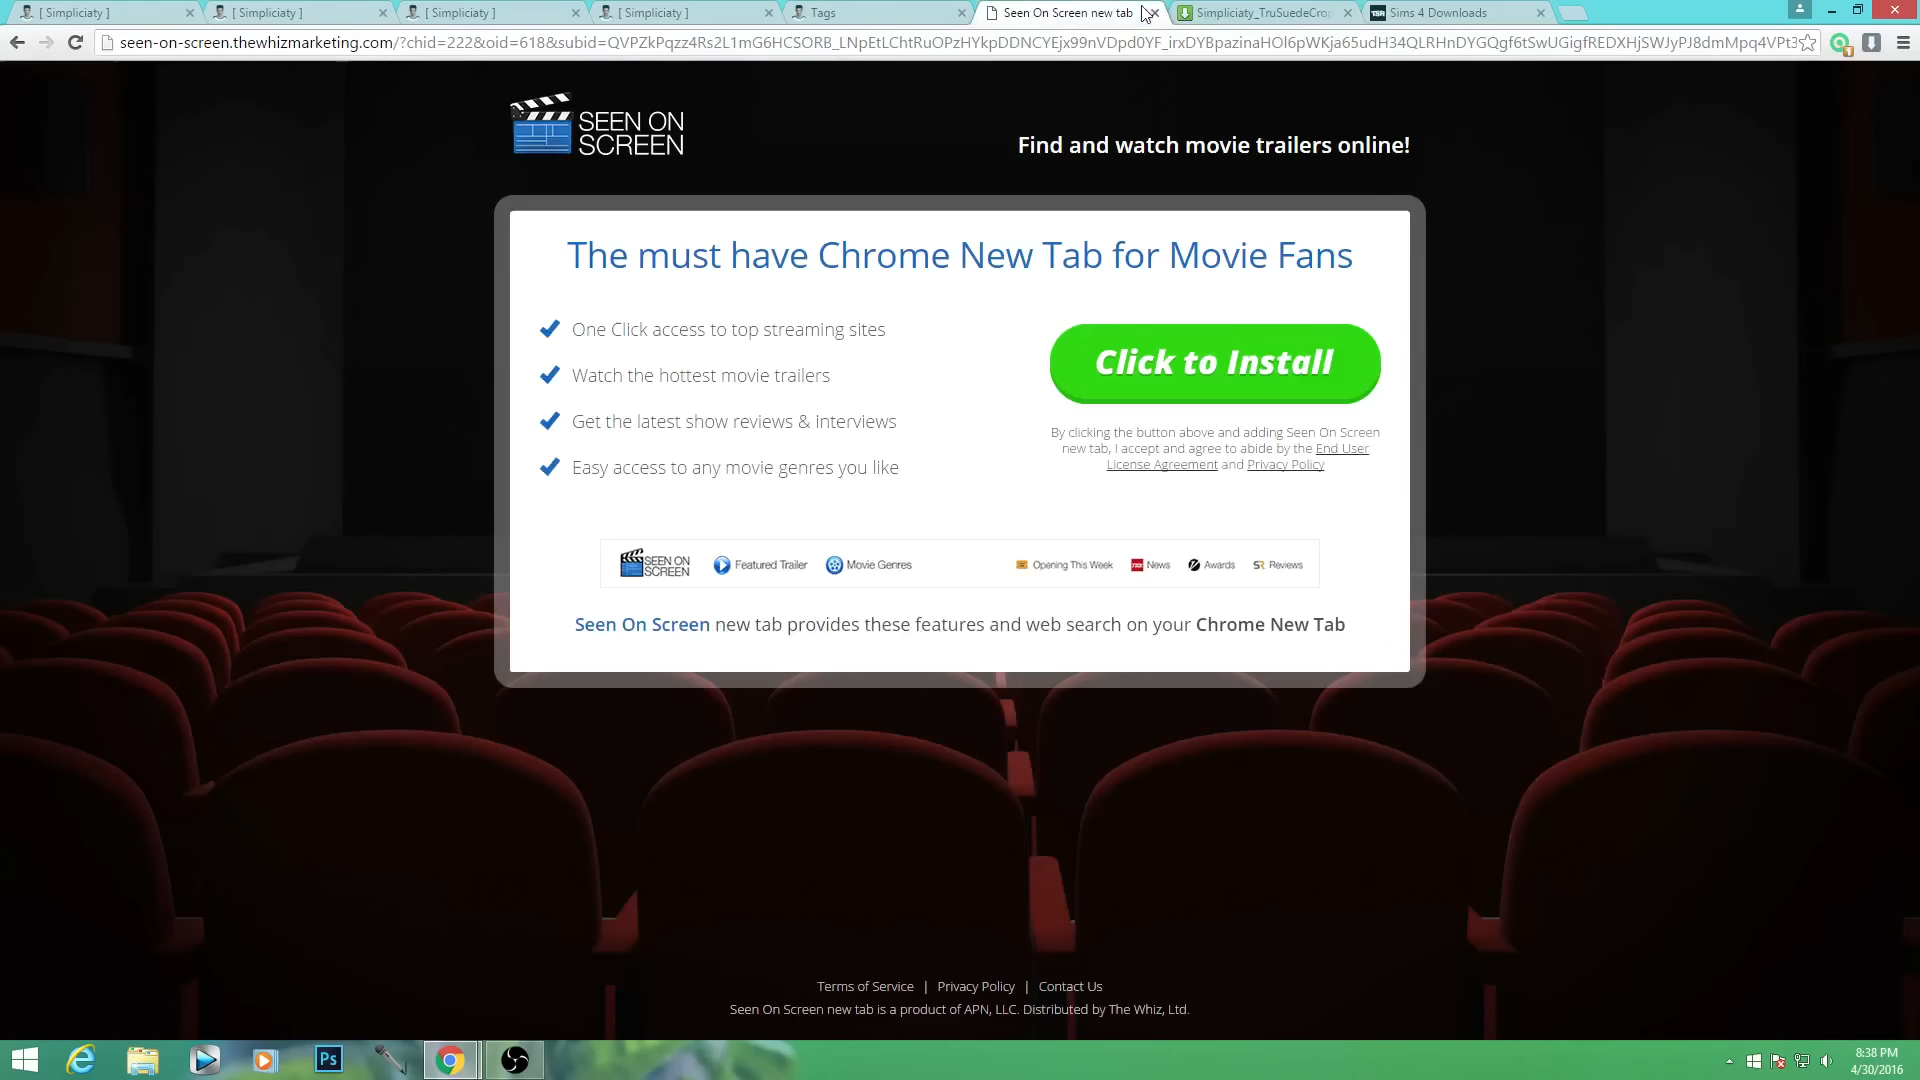 [ Simpliciaty ]
[ Simpliciaty ]
[ Simpliciaty ]
[ Simpliciaty ]
Tags
Seen On Screen new tab
Simpliciaty_TruSuedeCrop
Sims 4 Downloads
seen-on-screen.thewhizmarketing.com/?chid=222&oid=618&subid=QVPZkPqzz4Rs2L1mG6HCSORB_LNpEtLChtRuOPzHYkpDDNCYEjx99nVDpd0YF_irxDYBpazinaHOl6pWKja65udH34QLRHnDYGQgf6tSwUGigfREDXHjSWJyPJ8dmMpq4VPt3
SEEN ON
SCREEN
Find and watch movie trailers online!
The must have Chrome New Tab for Movie Fans
One Click access to top streaming sites
Watch the hottest movie trailers
Get the latest show reviews & interviews
Easy access to any movie genres you like
Click to Install
By clicking the button above and adding Seen On Screen
new tab, I accept and agree to abide by the End User
License Agreement and Privacy Policy
SEEN ON
SCREEN
Featured Trailer
Movie Genres
Opening This Week
News
Awards
SR Reviews
Seen On Screen new tab provides these features and web search on your Chrome New Tab
Terms of Service | Privacy Policy | Contact Us
Seen On Screen new tab is a product of APN, LLC. Distributed by The Whiz, Ltd.
Ps
8:38 PM
4/30/2016